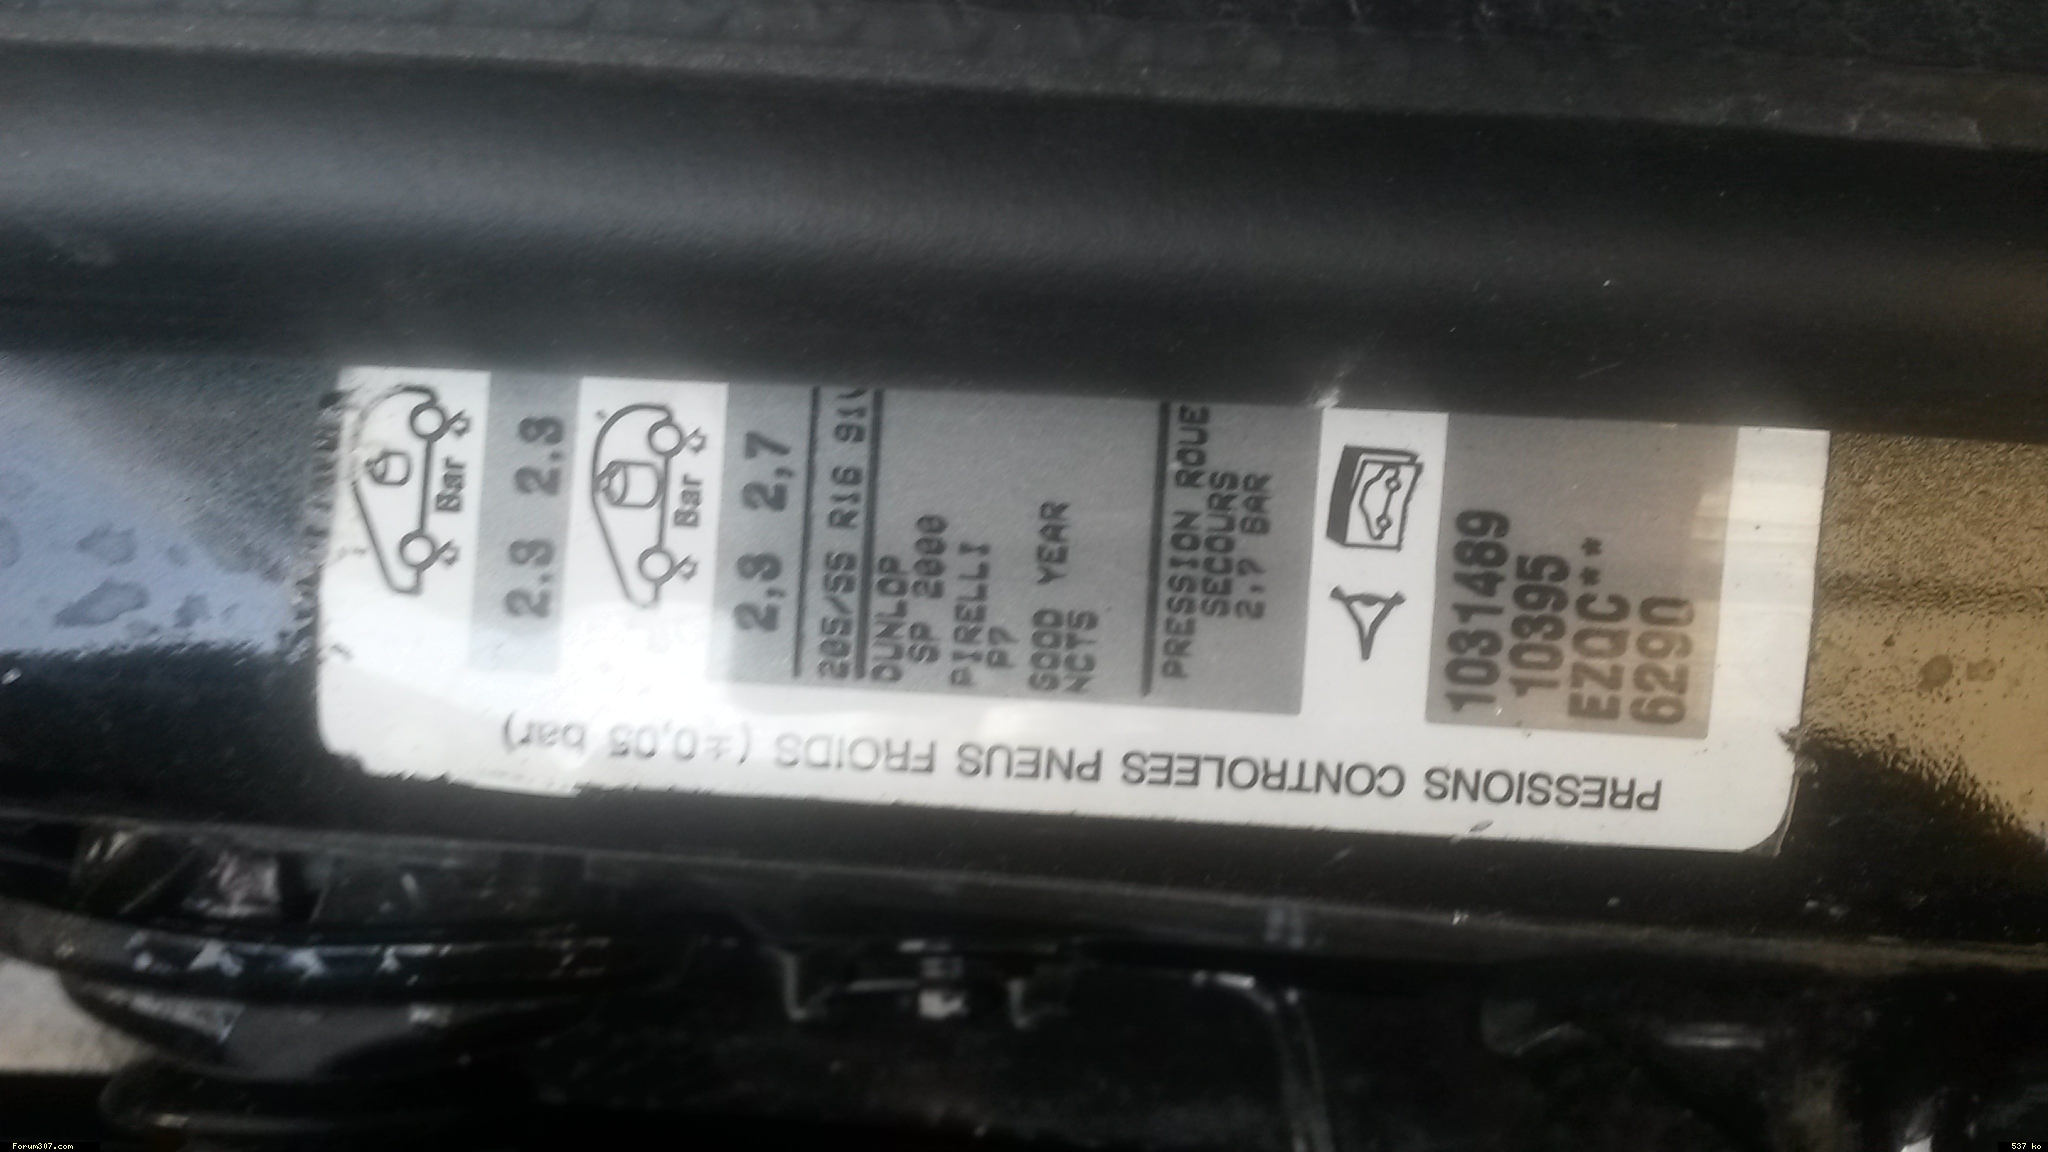 Bar
2.3 2.3
Bar
2,3 2,7
205/55 R16 91V
DUNLOP
SP 2000
PIRELLI
P7
GOOD YEAR
NCT5
PRESSION ROUE
SECOURS
2,7 BAR
1031489
10395
EZQC**
6290
PRESSIONS CONTROLEES PNEUS FROIDS (±0,05 bar)
Forum307.com
537 ko